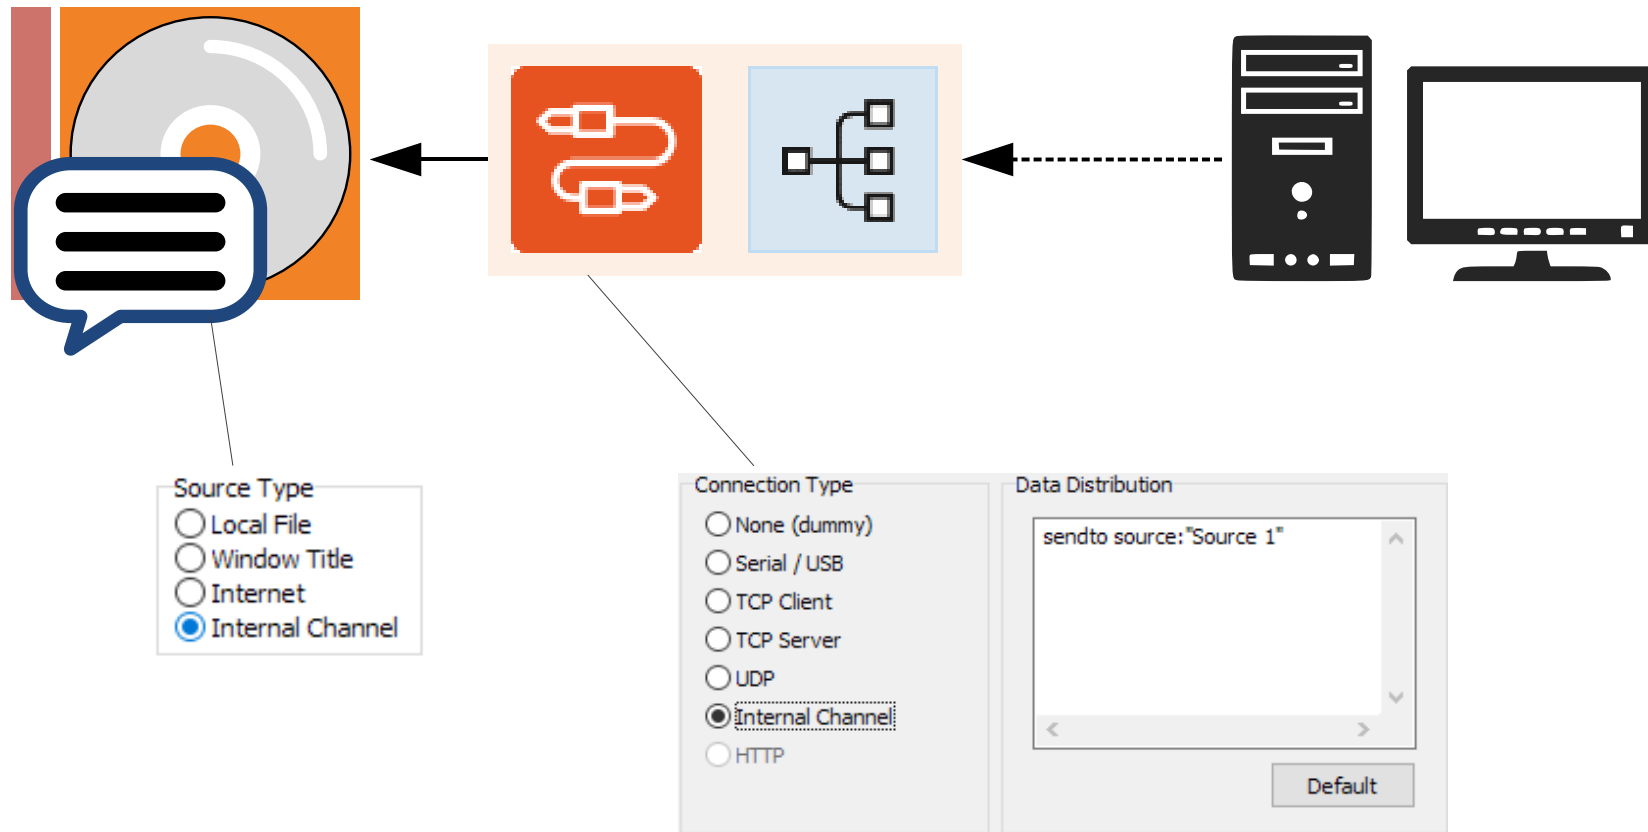 Source Type
Local File
Window Title
Internet
Internal Channel
Connection Type
None (dummy)
Serial / USB
TCP Client
TCP Server
UDP
Internal Channel
HTTP
Data Distribution
sendto source:"Source 1"
Default